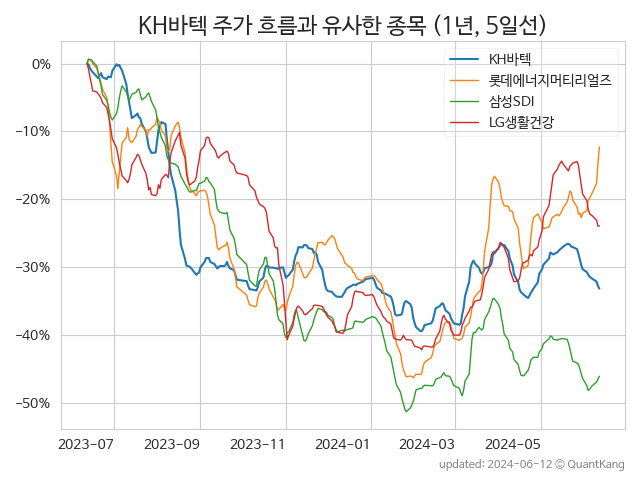 KH바텍 주가 흐름과 유사한 종목 (1년, 5일선)
KH바텍
롯데에너지머티리얼즈
삼성SDI
LG생활건강
0%
−10%
−20%
−30%
−40%
−50%
2023-07 2023-09 2023-11 2024-01 2024-03 2024-05
updated: 2024-06-12 © QuantKang